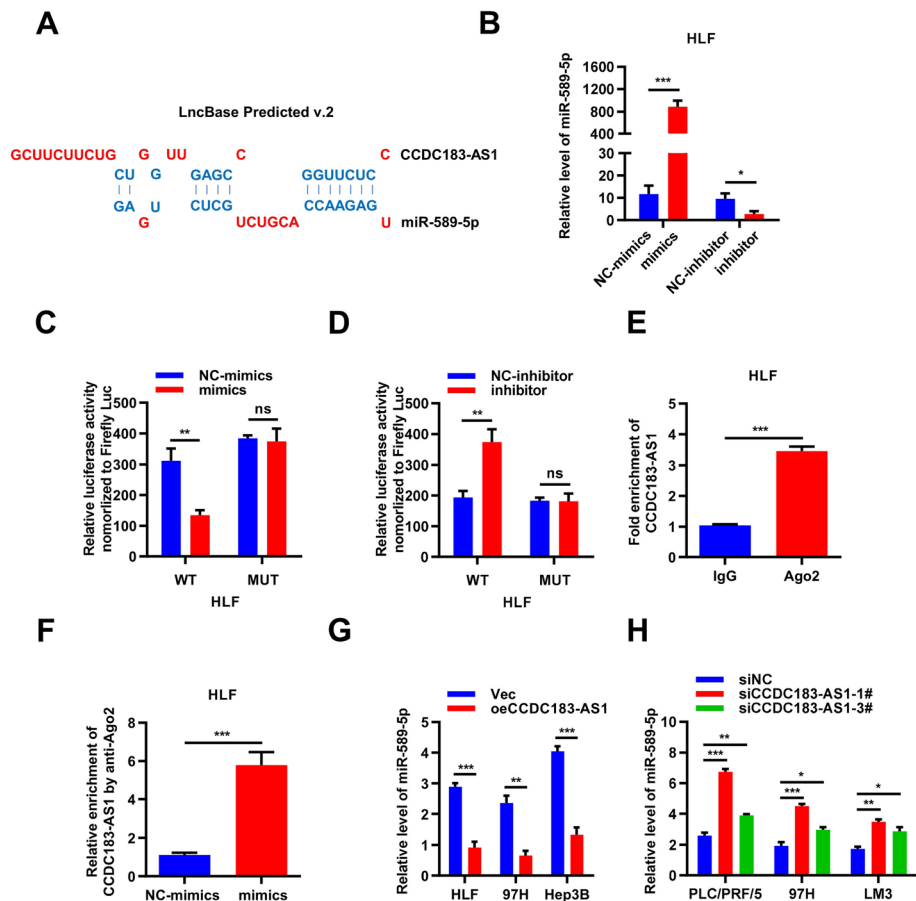 A
LncBase Predicted v.2
GCUUCUUCUG G UU C C CCDC183-AS1
CU G GAGC GGUUCUC
GA U CUCG CCAAGAG
G UCUGCA U miR-589-5p
B
HLF
Relative level of miR-589-5p
1600
1200
800
400
30
20
10
0
***
*
NC-mimics
mimics
NC-inhibitor
inhibitor
C
NC-mimics
mimics
Relative luciferase activity
nomorlized to Firefly Luc
500
400
300
200
100
0
**
ns
WT MUT
HLF
D
NC-inhibitor
inhibitor
Relative luciferase activity
nomorlized to Firefly Luc
500
400
300
200
100
0
**
ns
WT MUT
HLF
E
HLF
Fold enrichment of
CCDC183-AS1
5
4
3
2
1
0
***
IgG Ago2
F
HLF
Relative enrichment of
CCDC183-AS1 by anti-Ago2
8
6
4
2
0
***
NC-mimics mimics
G
Vec
oeCCDC183-AS1
Relative level of miR-589-5p
5
4
3
2
1
0
***
**
***
HLF 97H Hep3B
H
siNC
siCCDC183-AS1-1#
siCCDC183-AS1-3#
Relative level of miR-589-5p
10
8
6
4
2
0
**
***
*
***
*
**
PLC/PRF/5 97H LM3